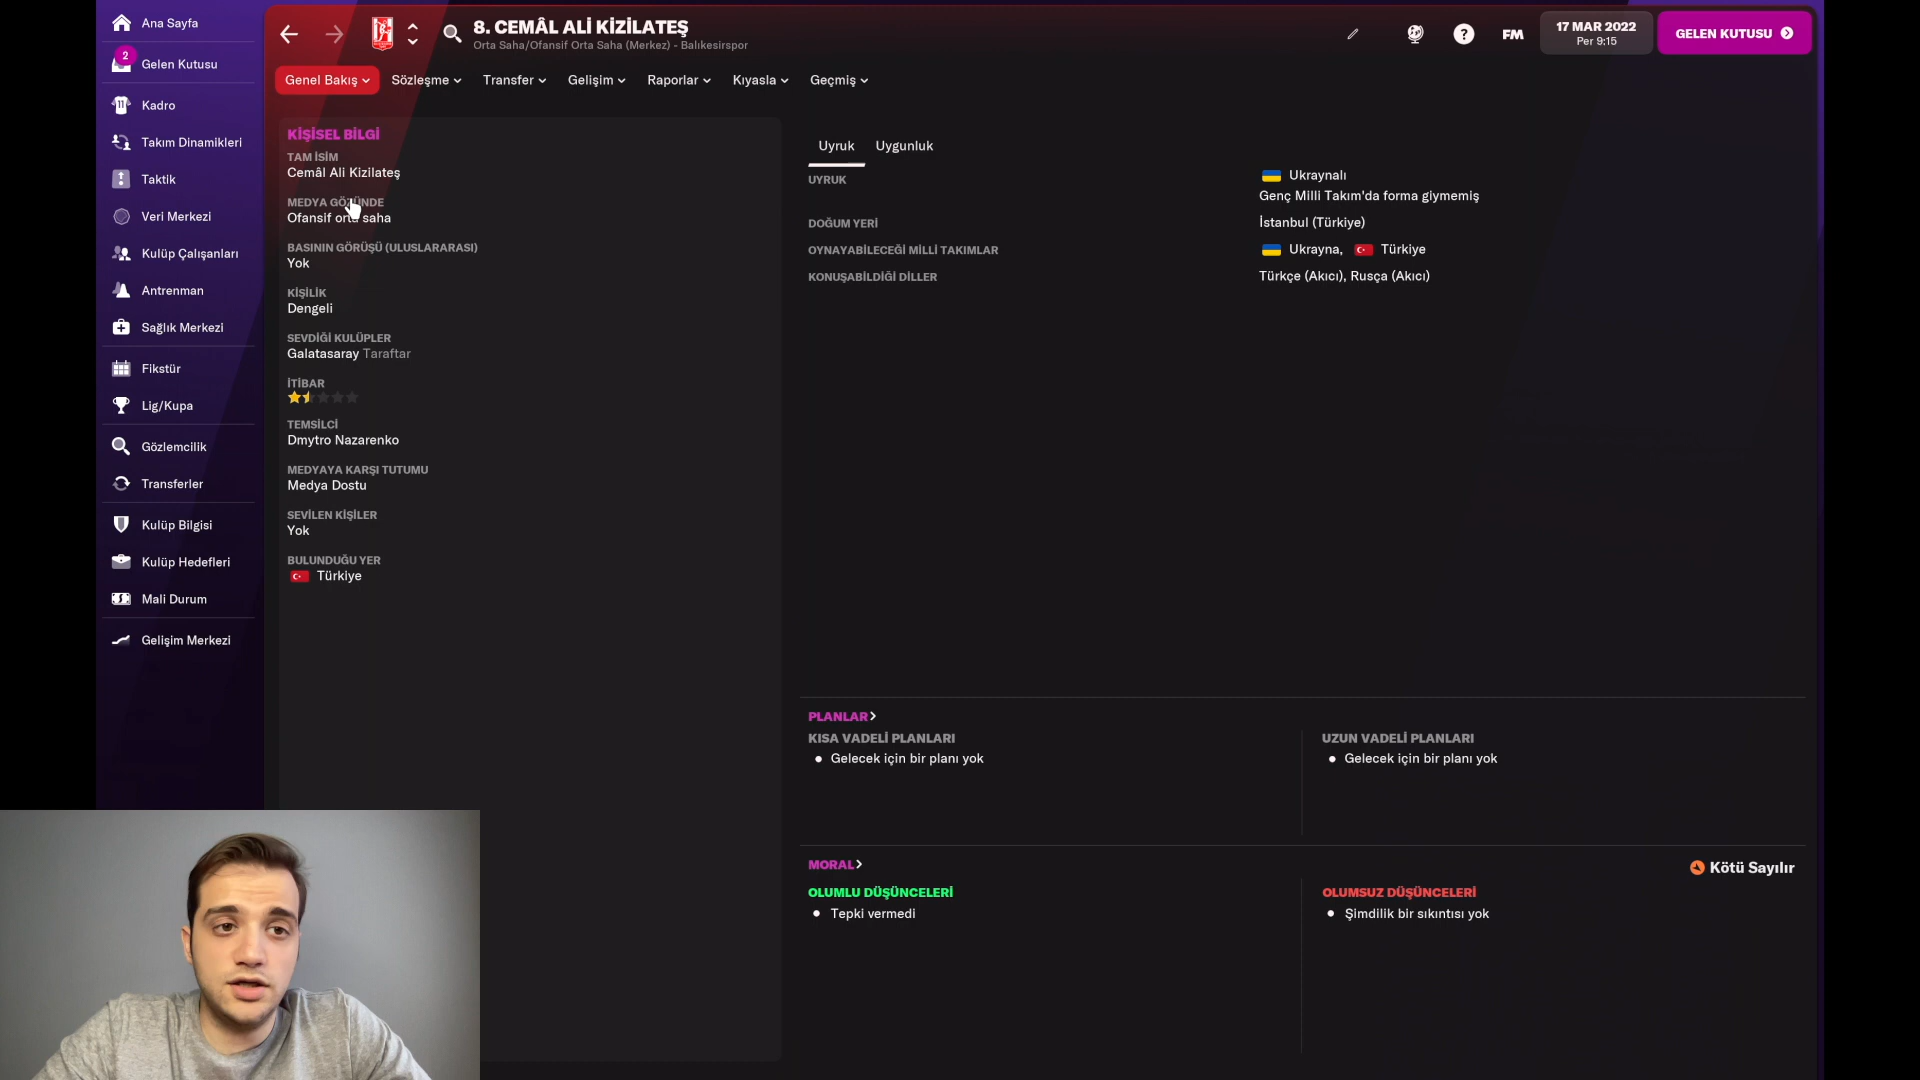 Ana Sayfa
2
Gelen Kutusu
Kadro
Takım Dinamikleri
Taktik
Veri Merkezi
Kulüp Çalışanları
Antrenman
Sağlık Merkezi
Fikstür
Lig/Kupa
Gözlemcilik
Transferler
Kulüp Bilgisi
Kulüp Hedefleri
Mali Durum
Gelişim Merkezi
8. CEMÂL ALİ KİZİLATEŞ
Orta Saha/Ofansif Orta Saha (Merkez) - Balıkesirspor
FM
17 MAR 2022
Per 9:15
GELEN KUTUSU
Genel Bakış
Sözleşme
Transfer
Gelişim
Raporlar
Kıyasla
Geçmiş
KİŞİSEL BİLGİ
TAM İSİM
Cemâl Ali Kizilateş
MEDYA GÖZÜNDE
Ofansif orta saha
BASININ GÖRÜŞÜ (ULUSLARARASI)
Yok
KİŞİLİK
Dengeli
SEVDİĞİ KULÜPLER
Galatasaray Taraftar
İTİBAR
TEMSİLCİ
Dmytro Nazarenko
MEDYAYA KARŞI TUTUMU
Medya Dostu
SEVİLEN KİŞİLER
Yok
BULUNDUĞU YER
Türkiye
Uyruk
Uygunluk
UYRUK
Ukraynalı
Genç Milli Takım'da forma giymemiş
DOĞUM YERİ
İstanbul (Türkiye)
OYNAYABİLECEĞİ MİLLİ TAKIMLAR
Ukrayna, Türkiye
KONUŞABİLDİĞİ DİLLER
Türkçe (Akıcı), Rusça (Akıcı)
PLANLAR
KISA VADELİ PLANLARI
Gelecek için bir planı yok
UZUN VADELİ PLANLARI
Gelecek için bir planı yok
MORAL
Kötü Sayılır
OLUMLU DÜŞÜNCELERİ
Tepki vermedi
OLUMSUZ DÜŞÜNCELERİ
Şimdilik bir sıkıntısı yok